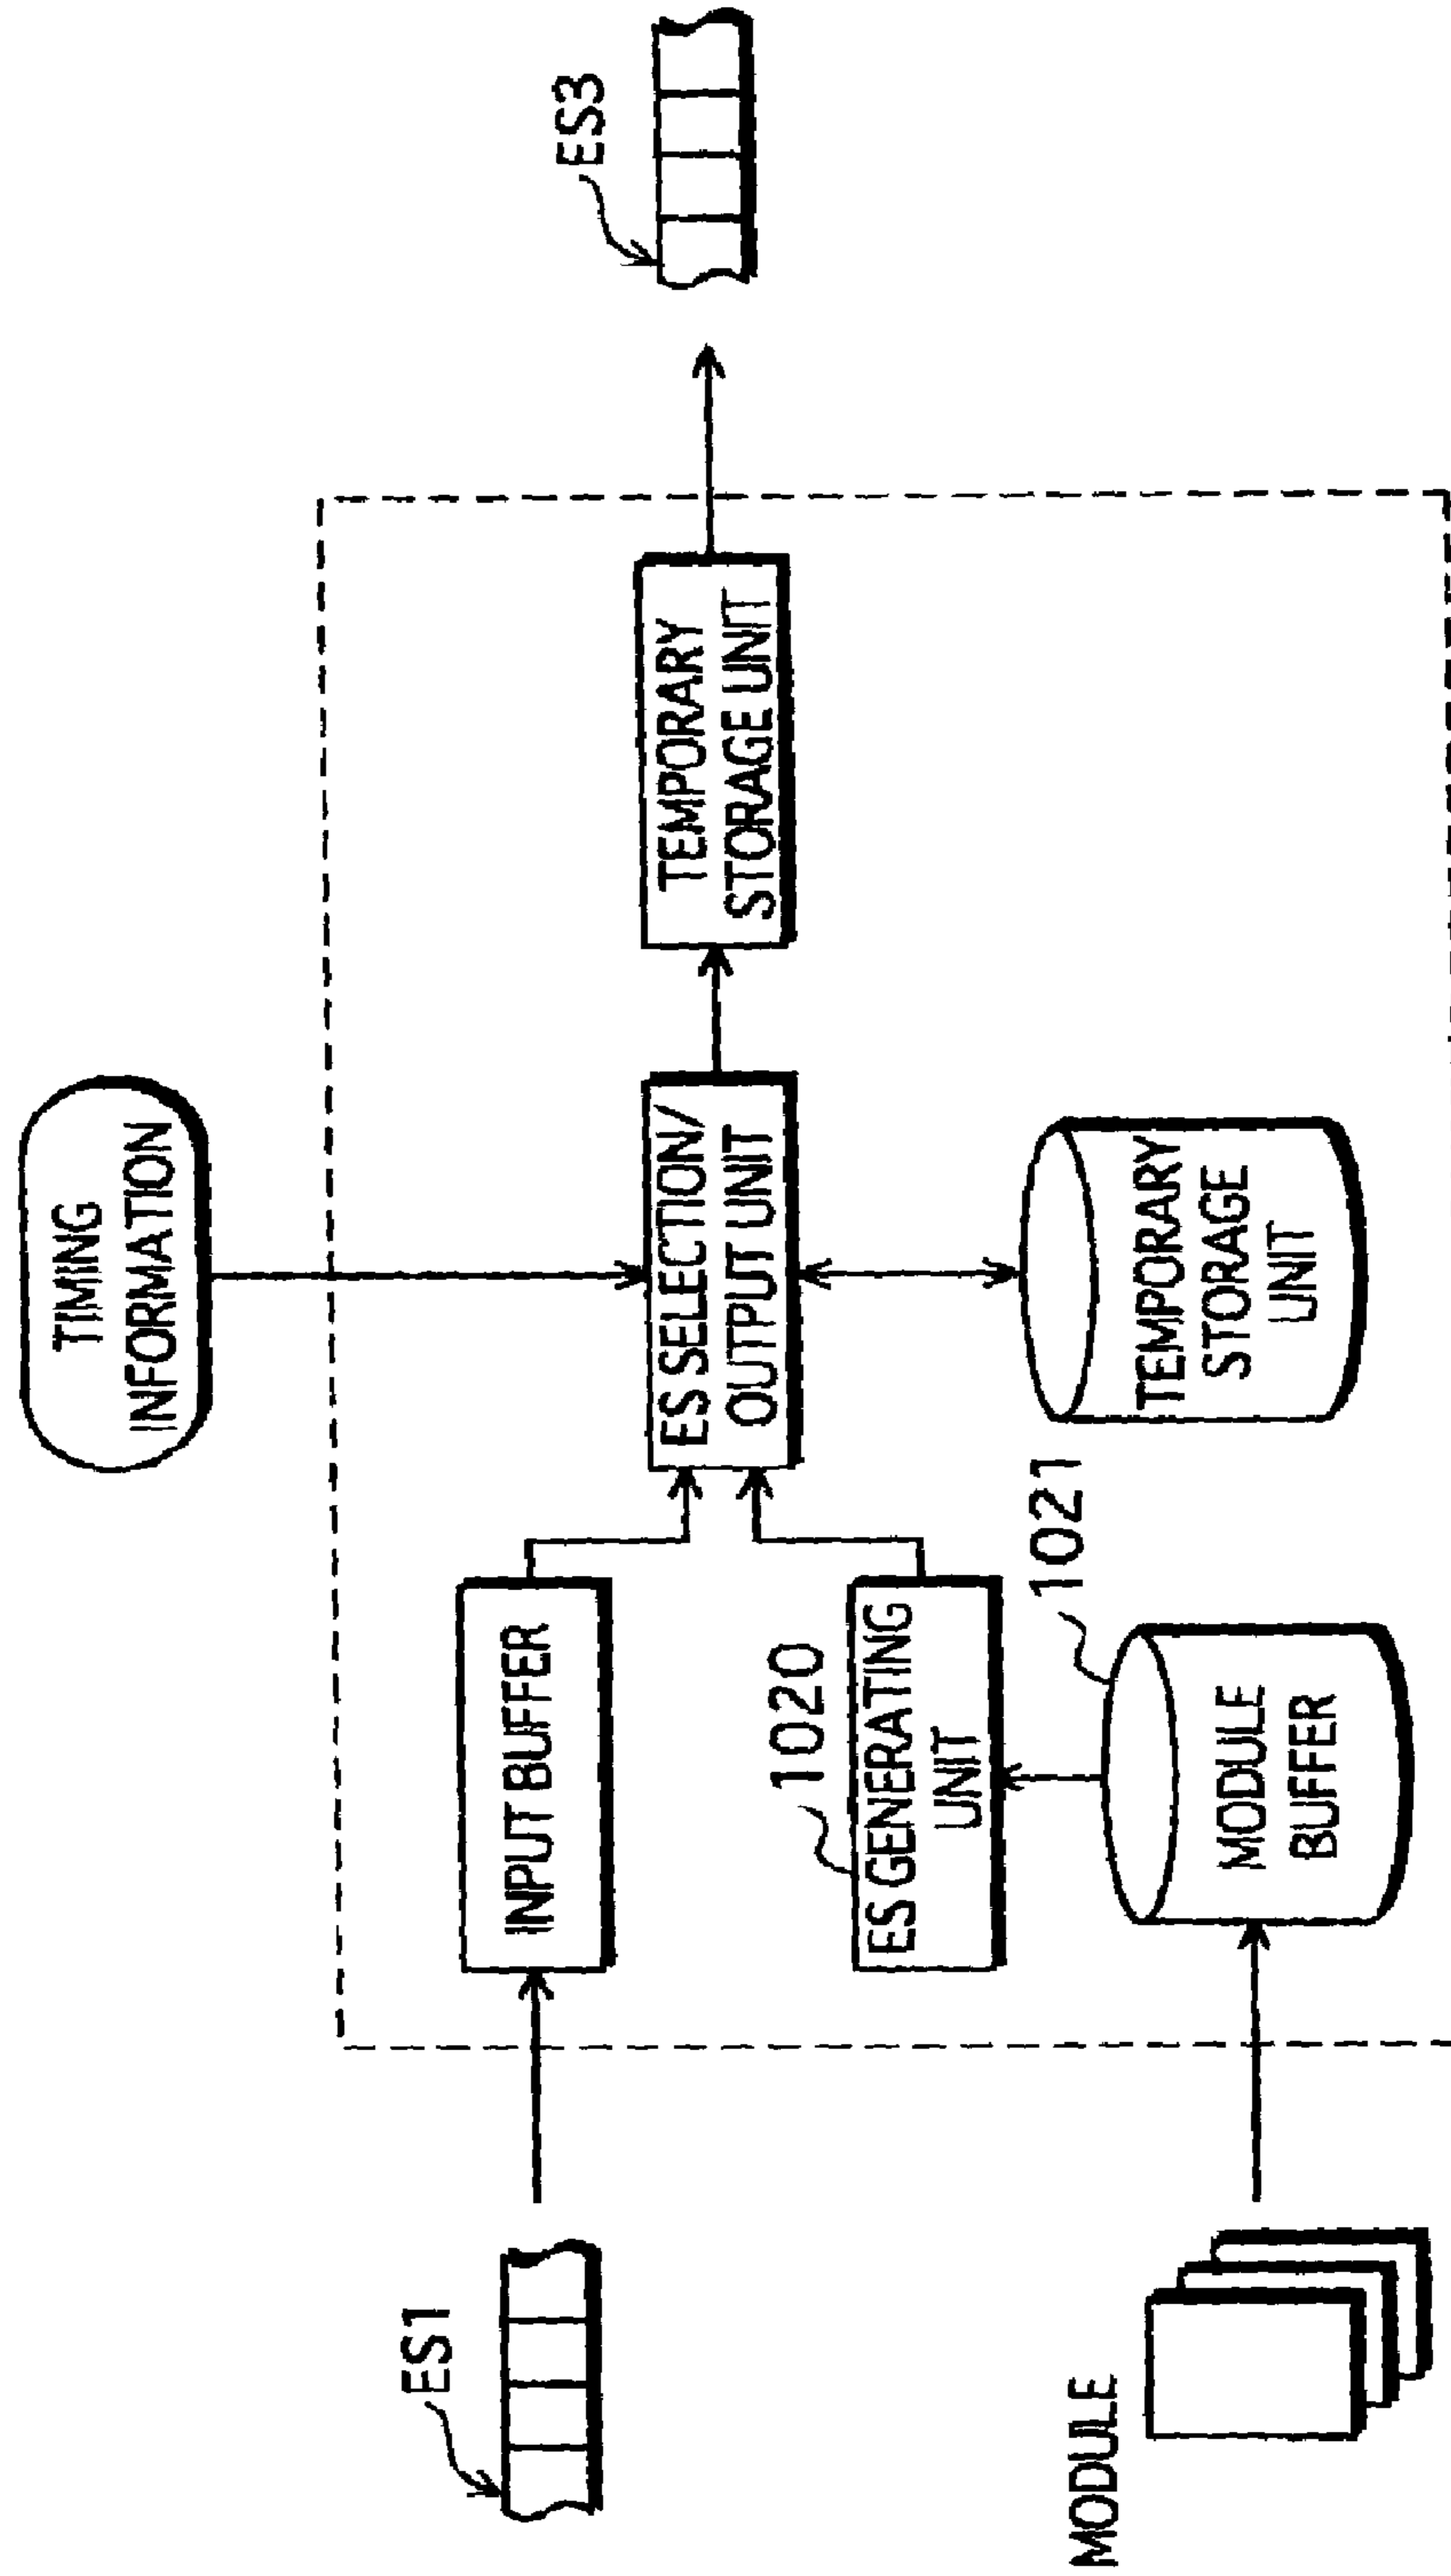 TIMING
INFORMATION
ES1
INPUT BUFFER
ES SELECTION/
OUTPUT UNIT
TEMPORARY
STORAGE UNIT
ES3
1020
ES GENERATING
UNIT
1021
MODULE
MODULE
BUFFER
TEMPORARY
STORAGE
UNIT